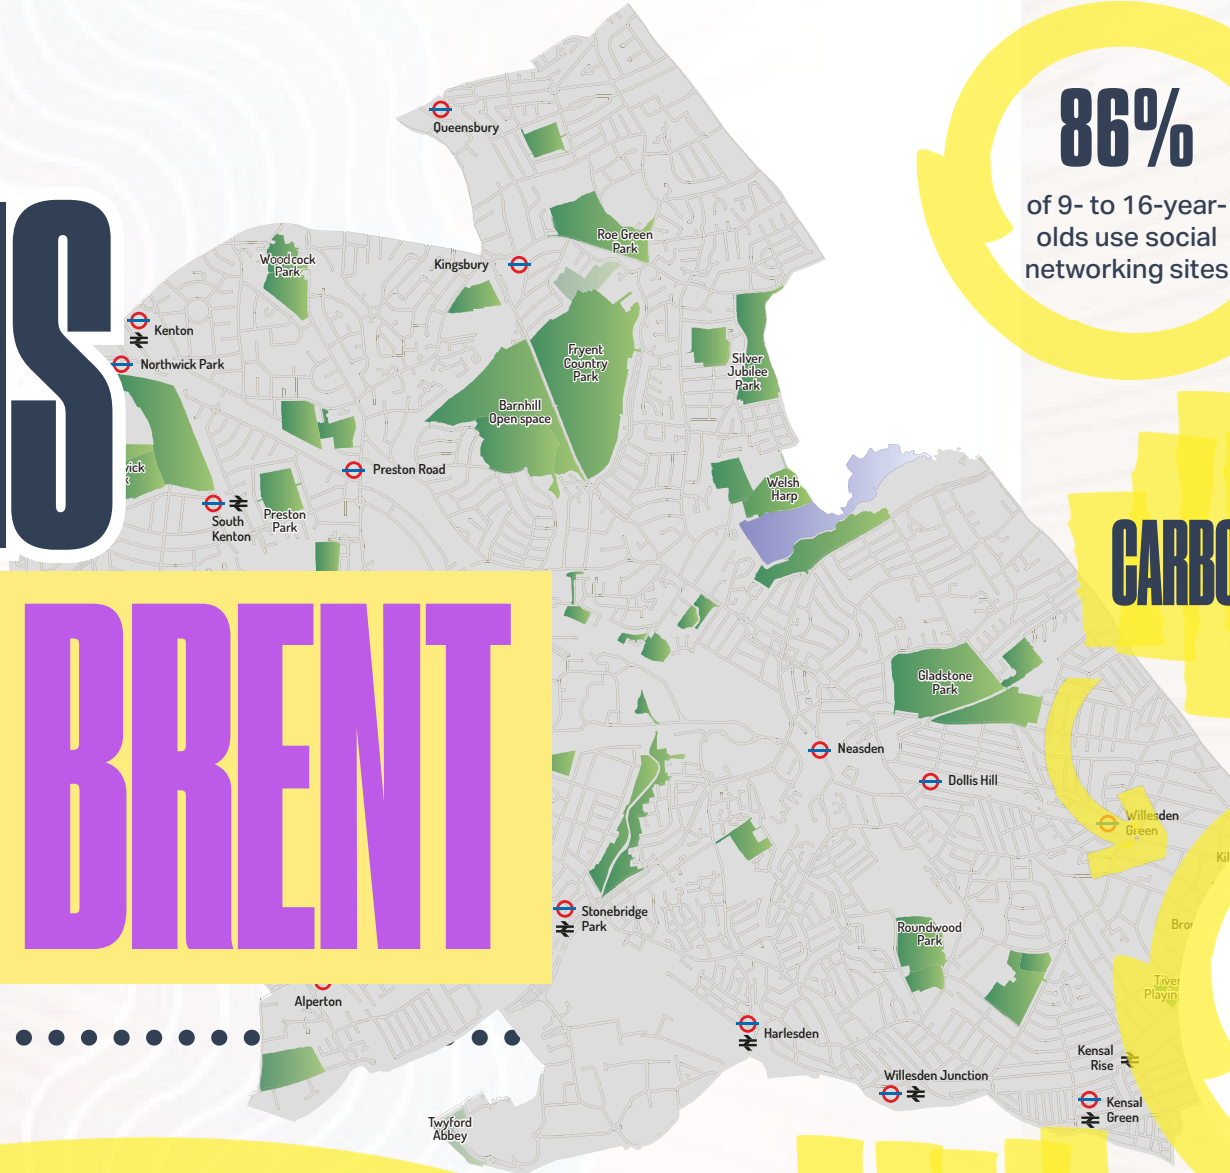 86%
of 9- to 16-year-
olds use social
networking sites
Queensbury
Roe Green
Park
Woodcock
Park
Kingsbury
Kenton
Northwick Park
Fryent
Country
Park
Silver
Jubilee
Park
Barnhill
Open space
Preston Road
Welsh
Harp
South
Kenton
Preston
Park
BRENT
Gladstone
Park
Neasden
Dollis Hill
Willesden
Green
Stonebridge
Park
Roundwood
Park
Alperton
Harlesden
Kensal
Rise
Willesden Junction
Kensal
Green
Twyford
Abbey